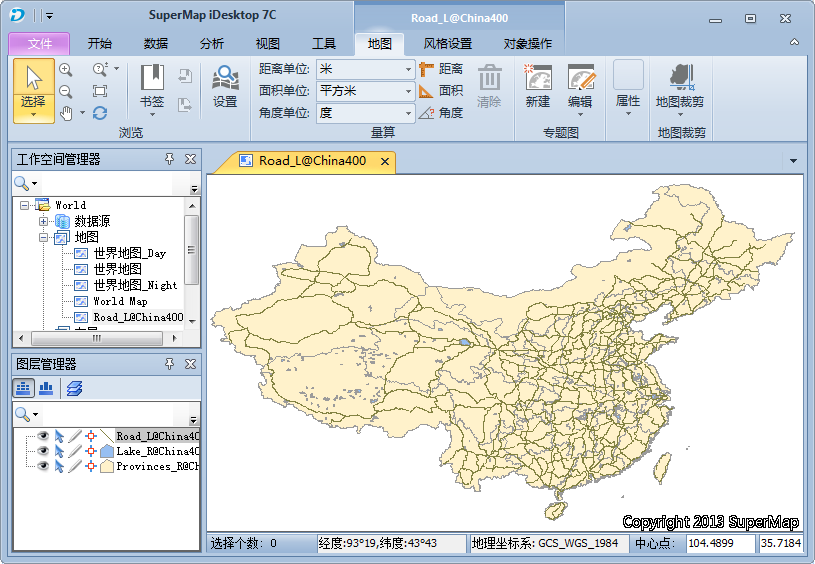 SuperMap iDesktop 7C
Road_L@China400
文件 开始 数据 分析 视图 工具 地图 风格设置 对象操作
选择
书签
设置
浏览
距离单位: 米
面积单位: 平方米
角度单位: 度
距离
面积
角度
清除
量算
新建
编辑
专题图
属性
地图裁剪
地图裁剪
工作空间管理器
World
数据源
地图
世界地图_Day
世界地图
世界地图_Night
World Map
Road_L@China400
图层管理器
Road_L@China40
Lake_R@China40
Provinces_R@Ch
Road_L@China400
Copyright 2013 SuperMap
选择个数: 0 经度:93°19,纬度:43°43 地理坐标系: GCS_WGS_1984 中心点: 104.4899 35.7184